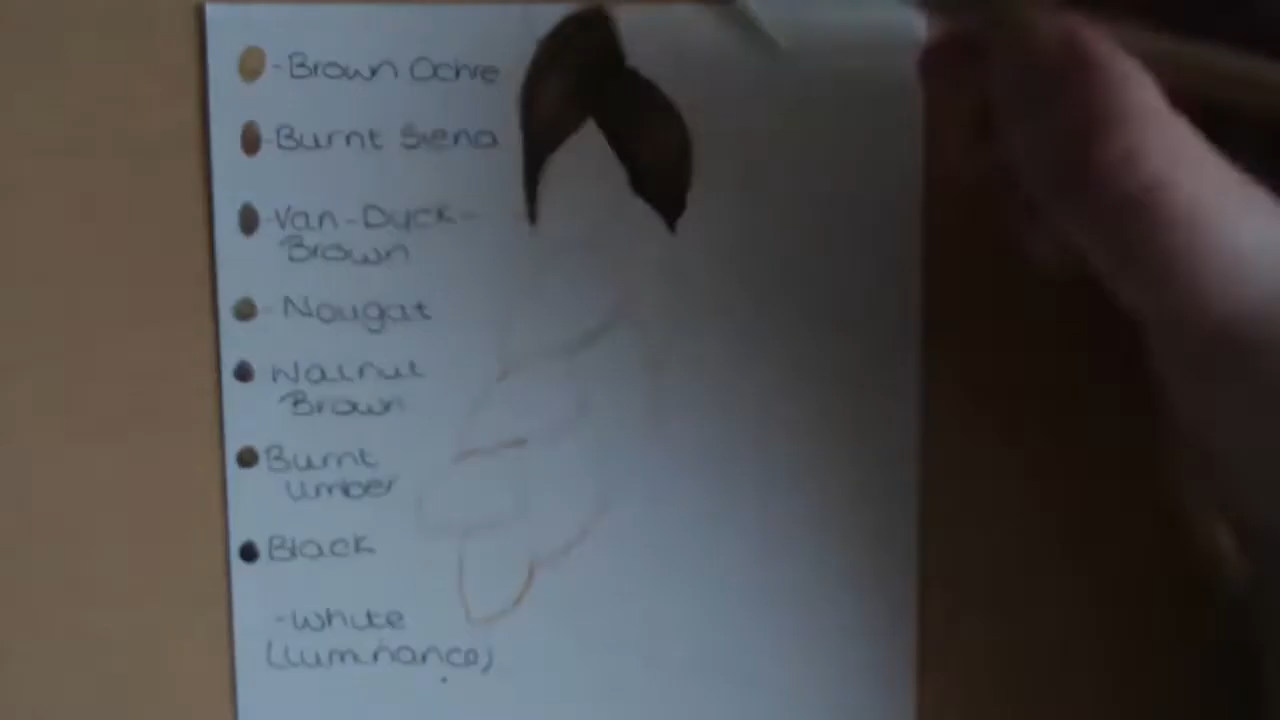 -Brown Ochre
Burnt Siena
-Van-Dyck-
Brown
- Nougat
Walnut
Brown
Burnt
umber
Black
-White
(Luminance)